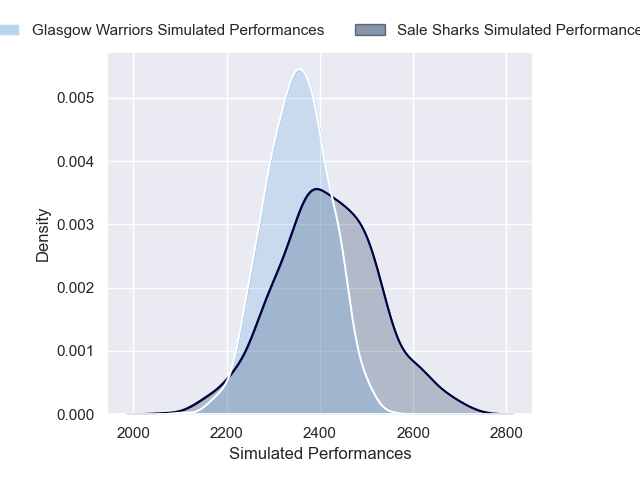 Glasgow Warriors Simulated Performances
Sale Sharks Simulated Performance
Density
0.005
0.004
0.003
0.002
0.001
0.000
2000 2200 2400 2600 2800
Simulated Performances